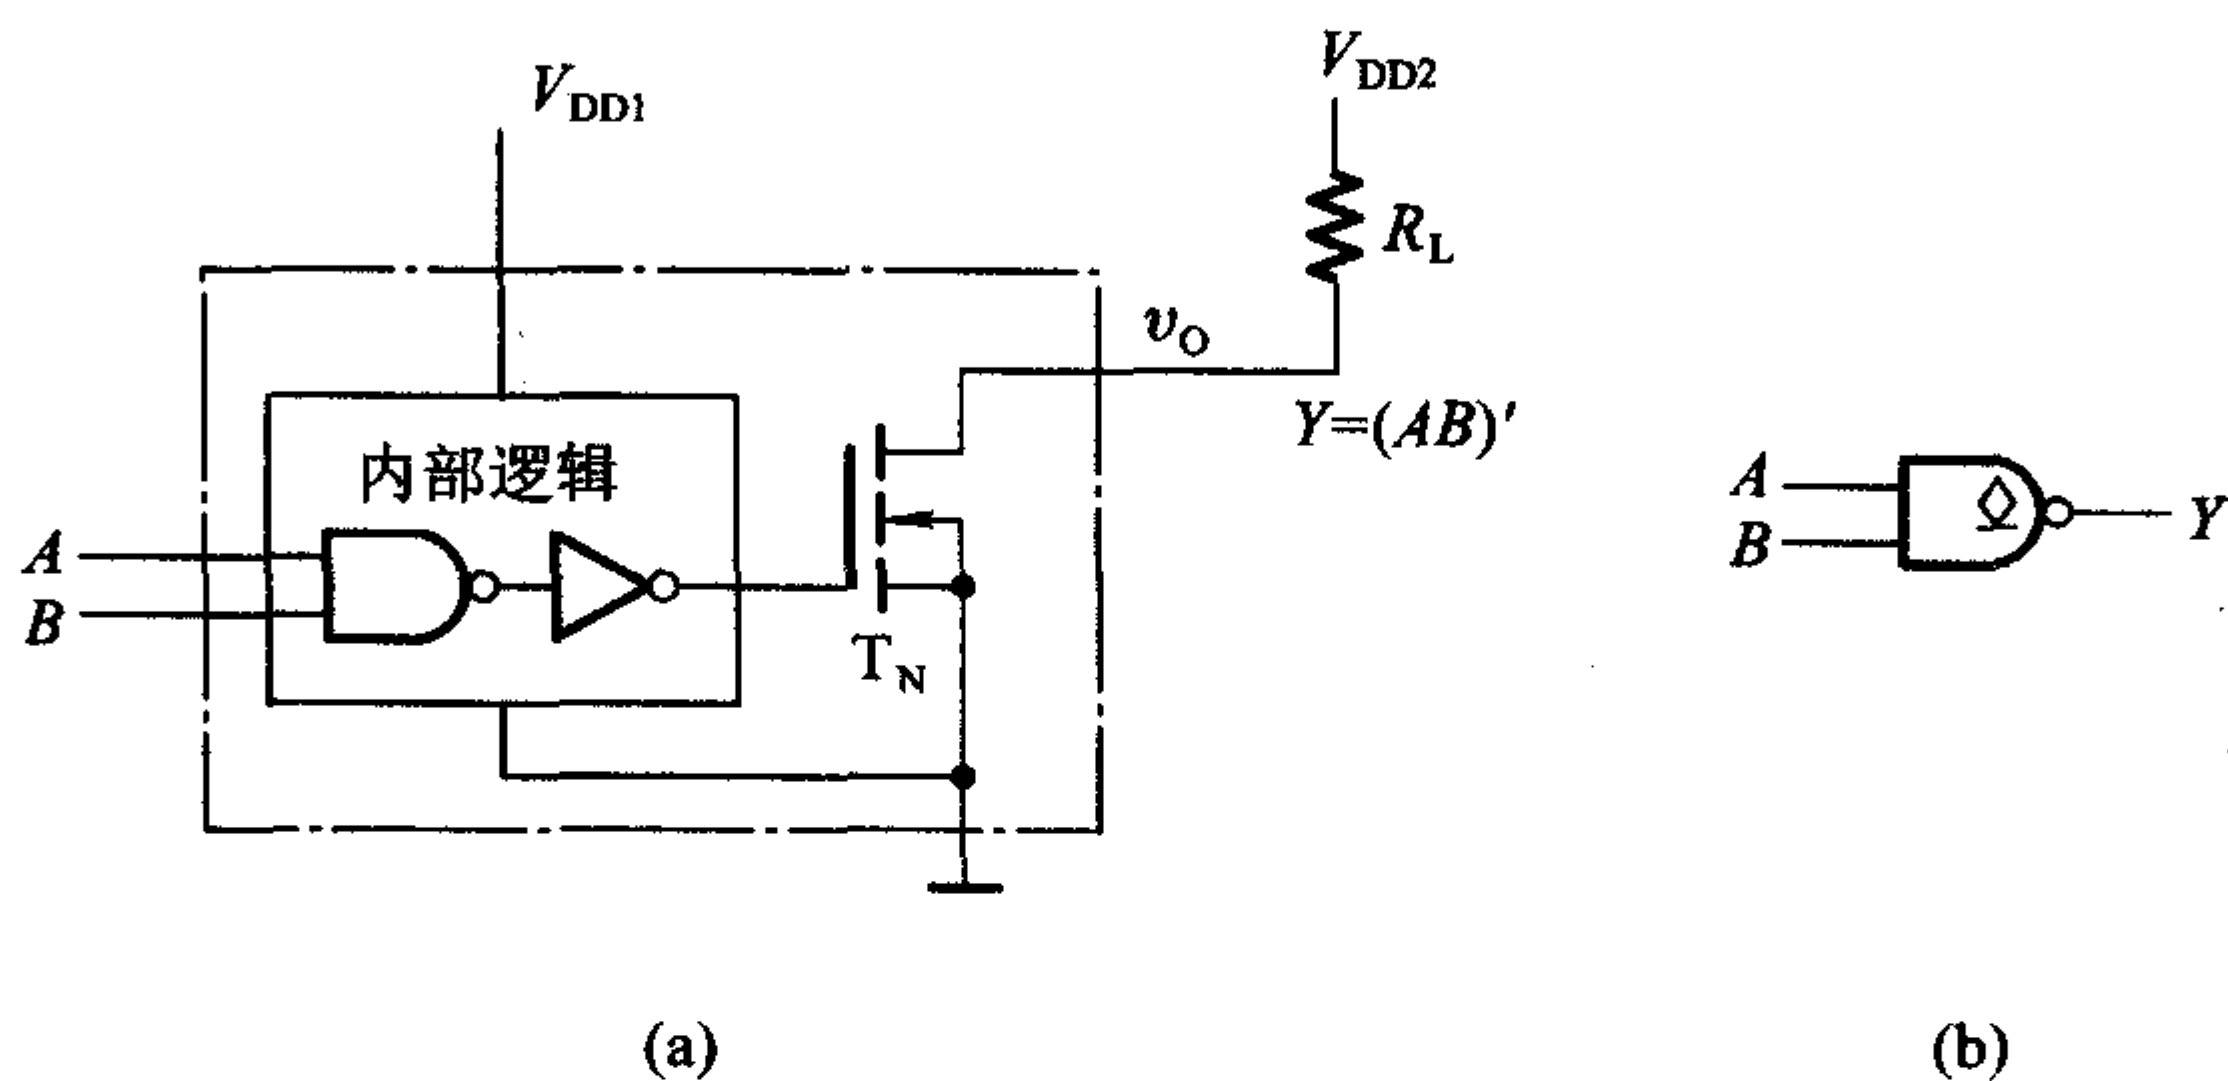 V_DD1
V_DD2
R_L
v_O
Y=(AB)'
内部逻辑
A
B
T_N
A
B
Y
(a)
(b)